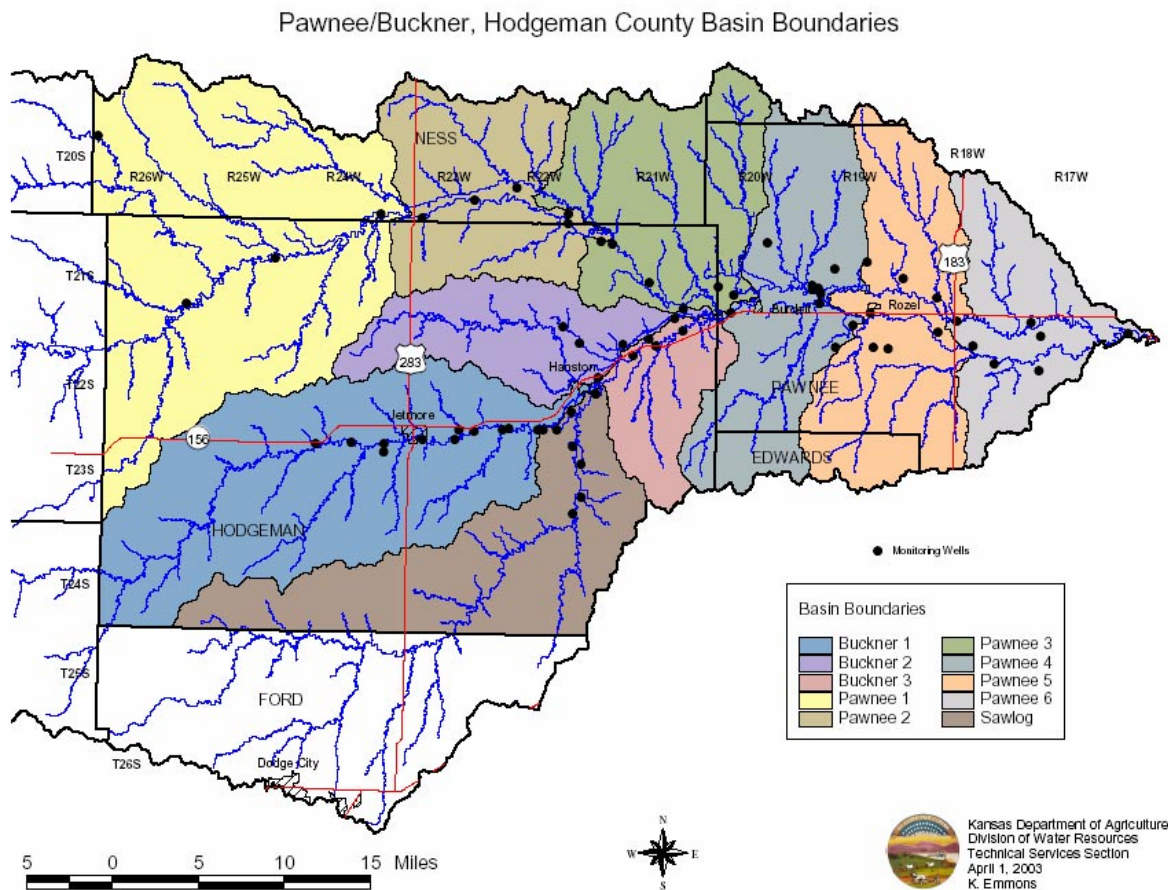 Pawnee/Buckner, Hodgeman County Basin Boundaries
NESS
T20S
R18W
R26W R25W R24W R23W R22W R21W R20W R19W R17W
T21S
183
Rozel
Burdett
283
Hanston
T22S
PAWNEE
Jetmore
156
EDWARDS
T23S
HODGEMAN
Monitoring Wells
T24S
Basin Boundaries
Buckner 1 Pawnee 3
Buckner 2 Pawnee 4
Buckner 3 Pawnee 5
Pawnee 1 Pawnee 6
Pawnee 2 Sawlog
T25S
FORD
T26S
Dodge City
N
W E
S
5 0 5 10 15 Miles
Kansas Department of Agriculture
Division of Water Resources
Technical Services Section
April 1, 2003
K. Emmons